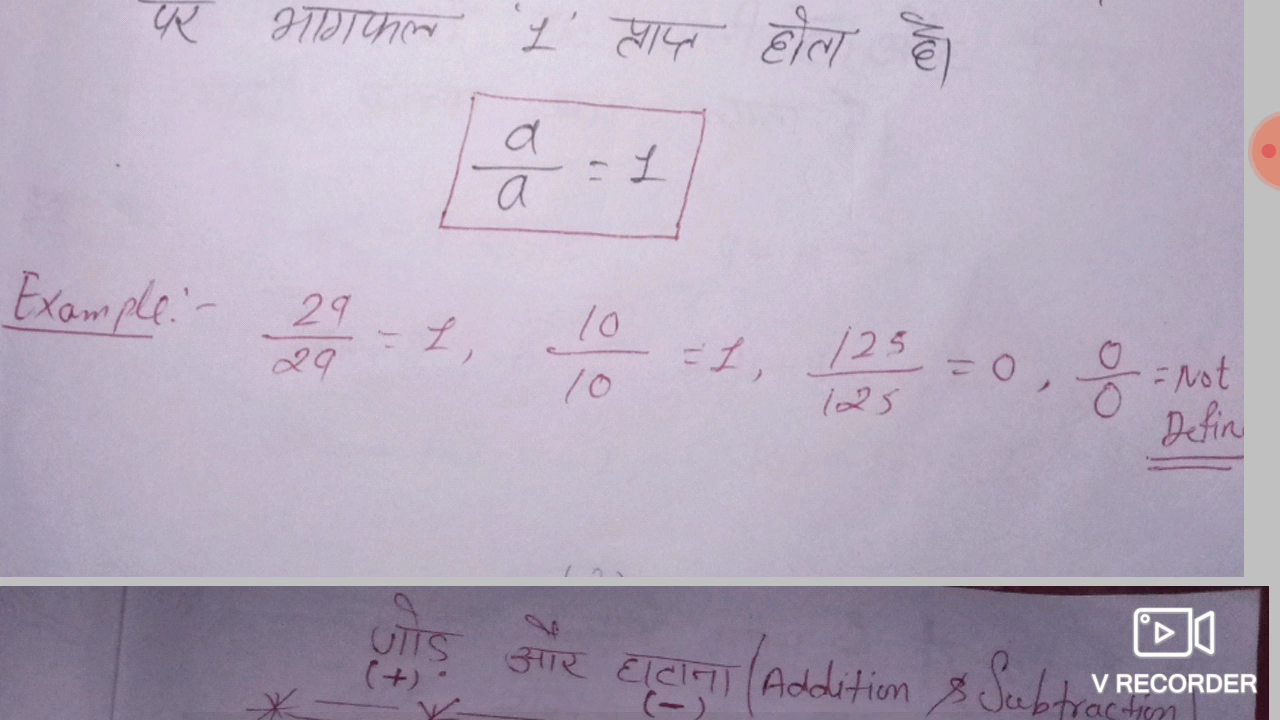 पर भागफल '1' प्राप्त होता है।
a/a = 1
Example:- 29/29 = 1, 10/10 = 1, 125/125 = 0, 0/0 = Not
Defin
जोड़ और घटाना (Addition & Subtraction)
(+) (-)
V RECORDER